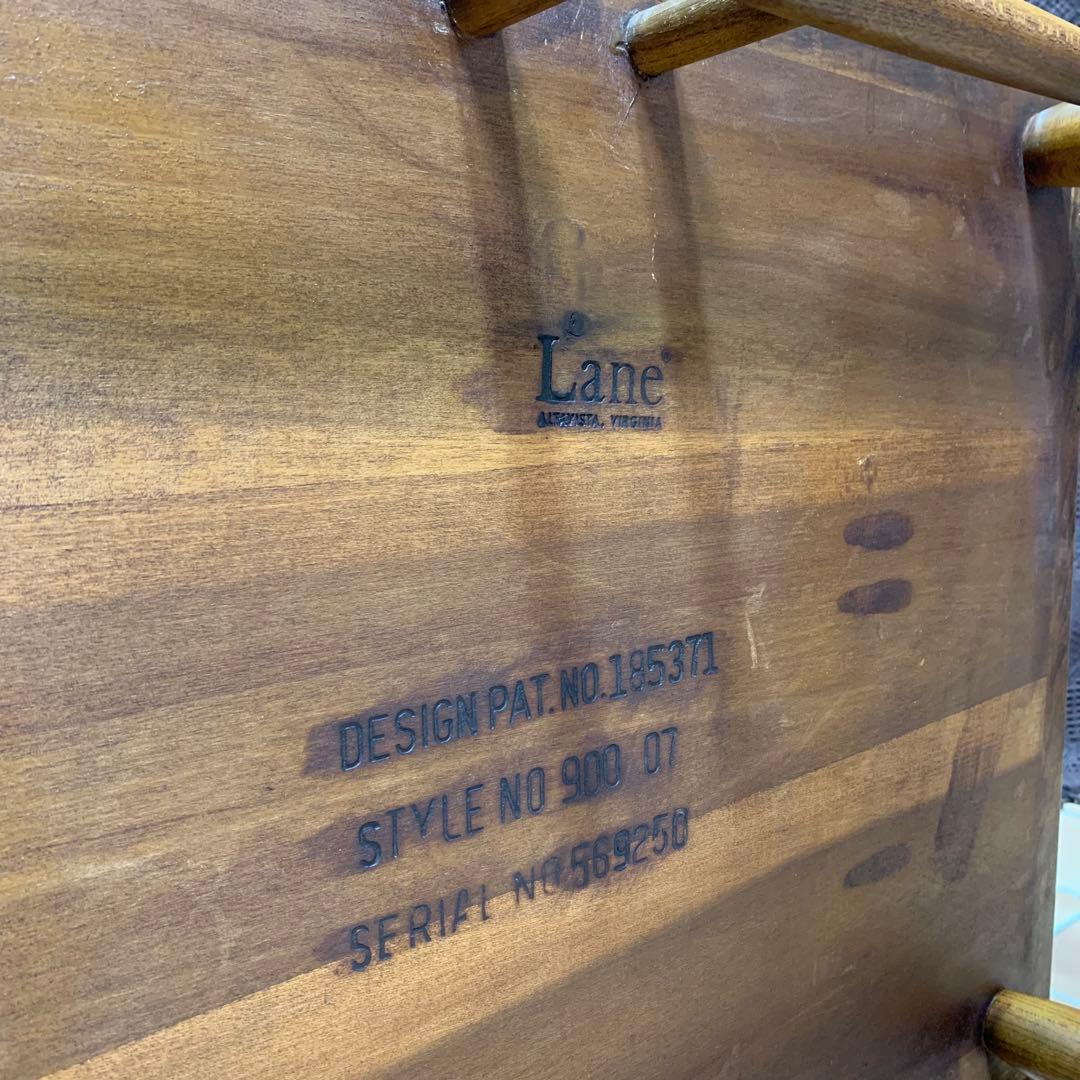 Lane®
ALTAVISTA, VIRGINIA
DESIGN PAT. NO. 185371
STYLE NO 900 07
SERIAL NO 569250